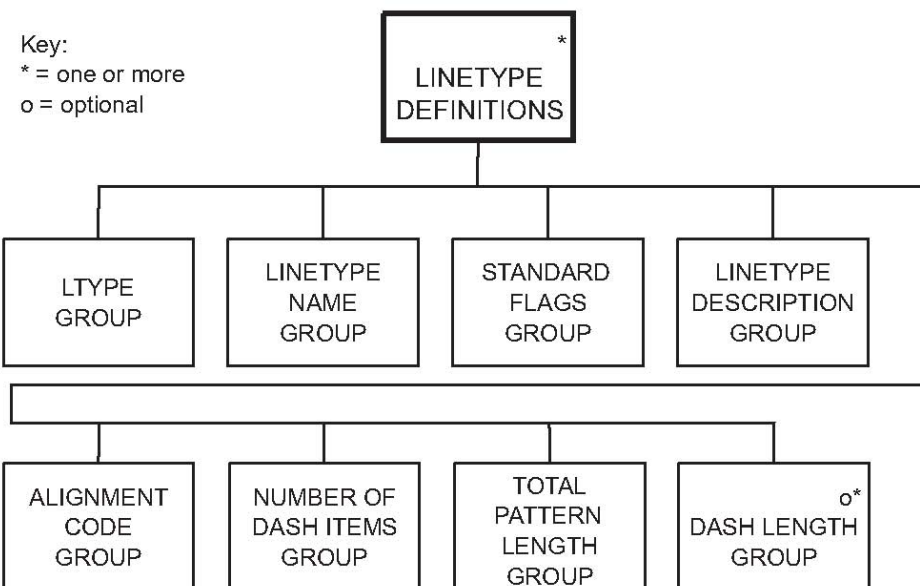 Key:
* = one or more
o = optional
*
LINETYPE
DEFINITIONS
LTYPE
GROUP
LINETYPE
NAME
GROUP
STANDARD
FLAGS
GROUP
LINETYPE
DESCRIPTION
GROUP
ALIGNMENT
CODE
GROUP
NUMBER OF
DASH ITEMS
GROUP
TOTAL
PATTERN
LENGTH
GROUP
o*
DASH LENGTH
GROUP